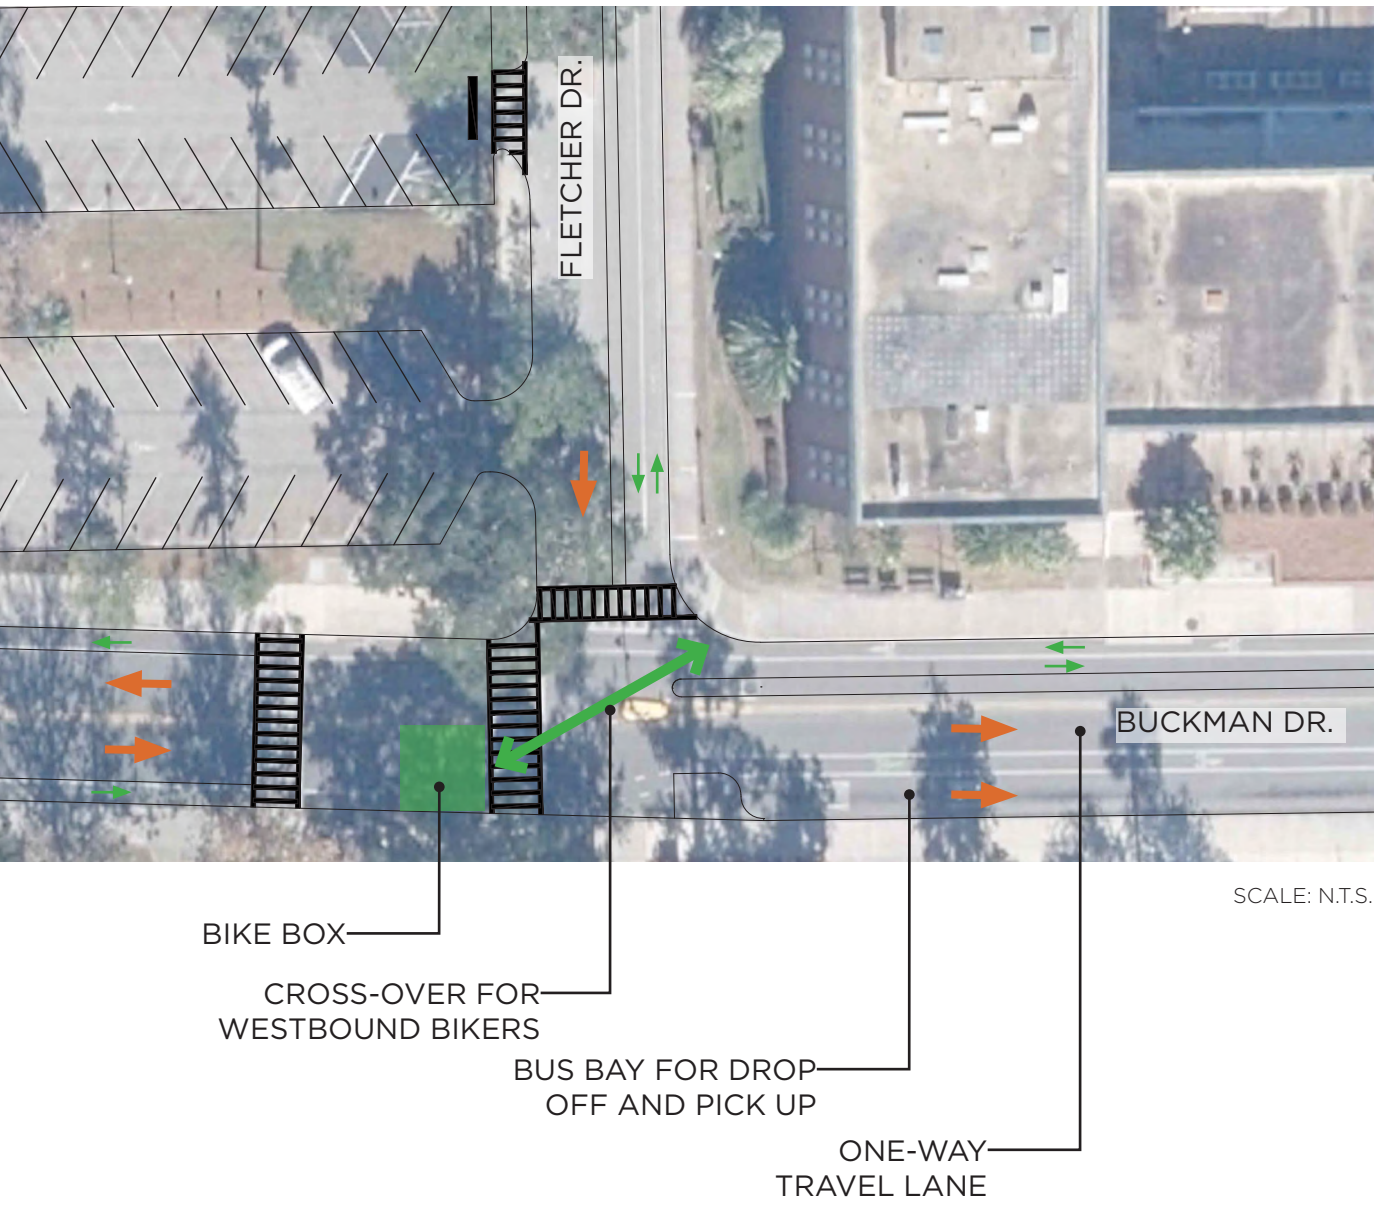 FLETCHER DR.
BUCKMAN DR.
SCALE: N.T.S.
BIKE BOX
CROSS-OVER FOR
WESTBOUND BIKERS
BUS BAY FOR DROP
OFF AND PICK UP
ONE-WAY
TRAVEL LANE